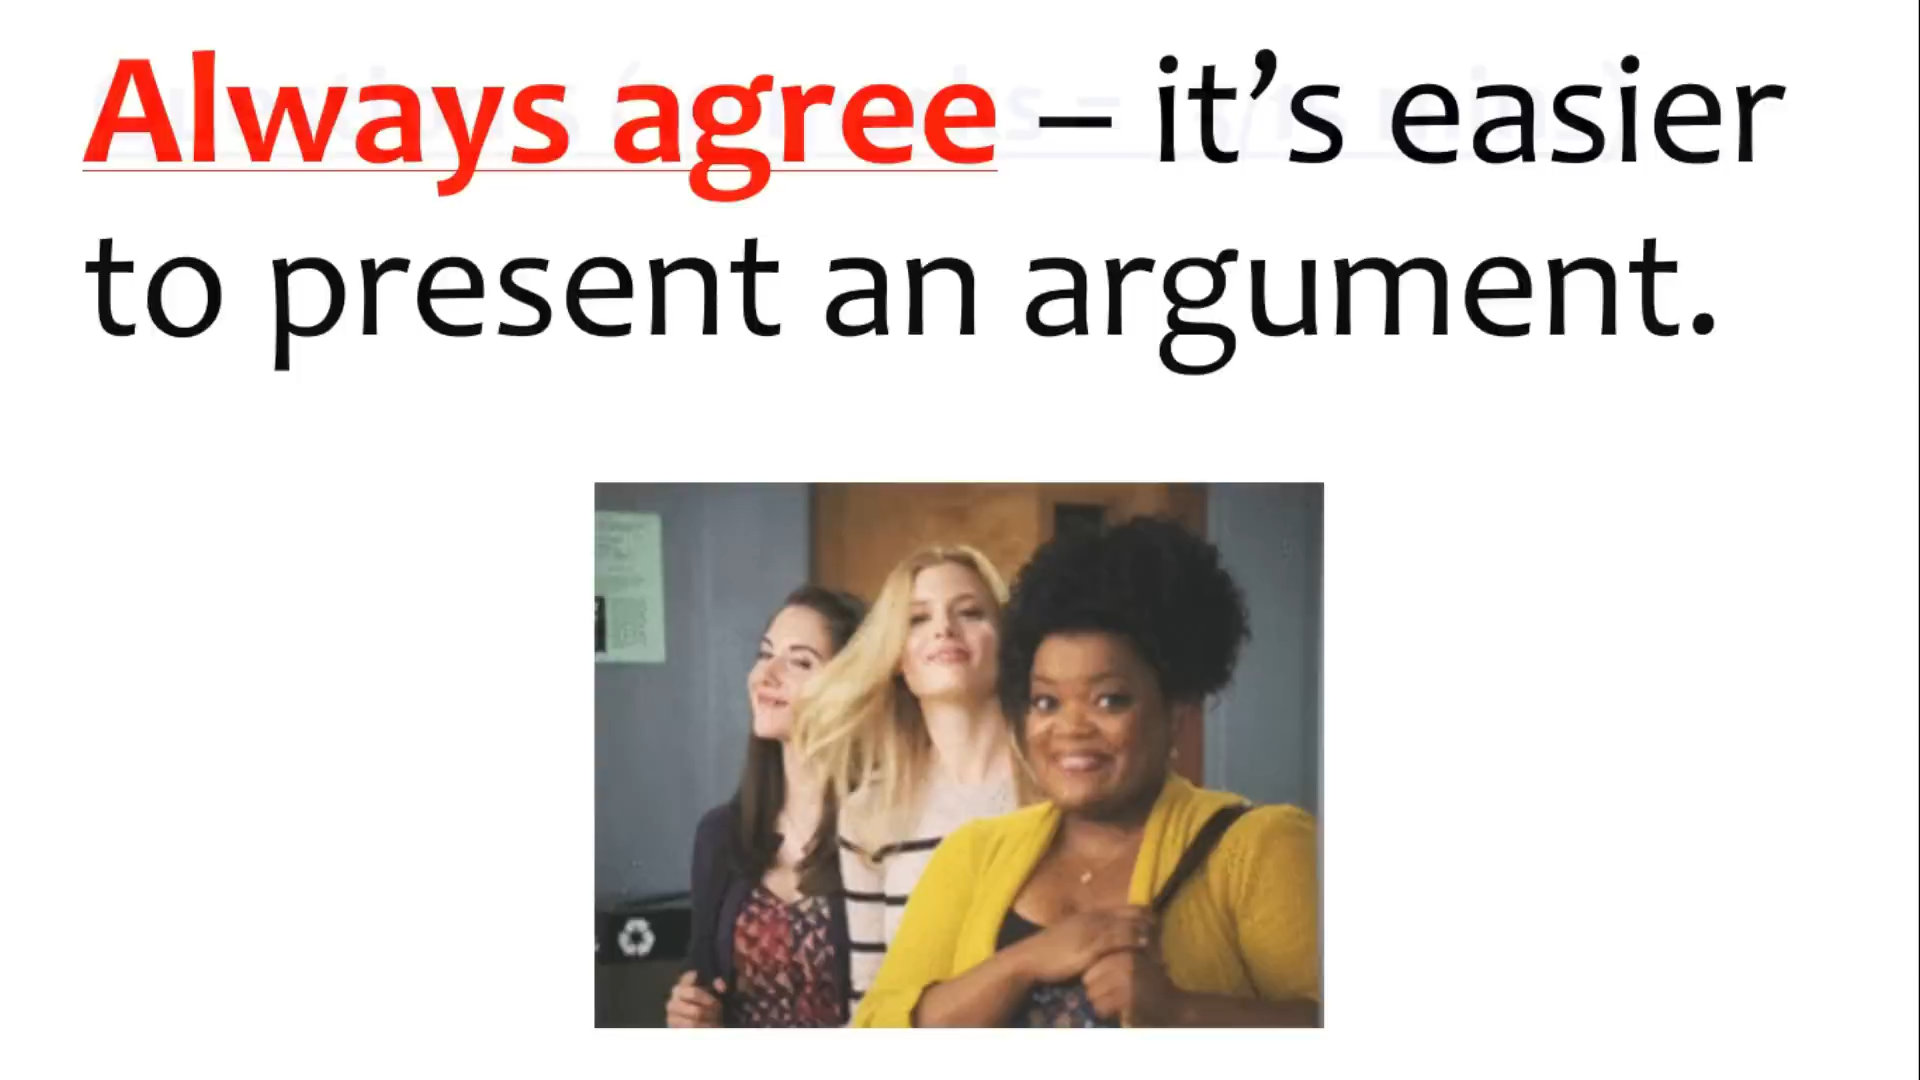 Always agree – it’s easier
to present an argument.